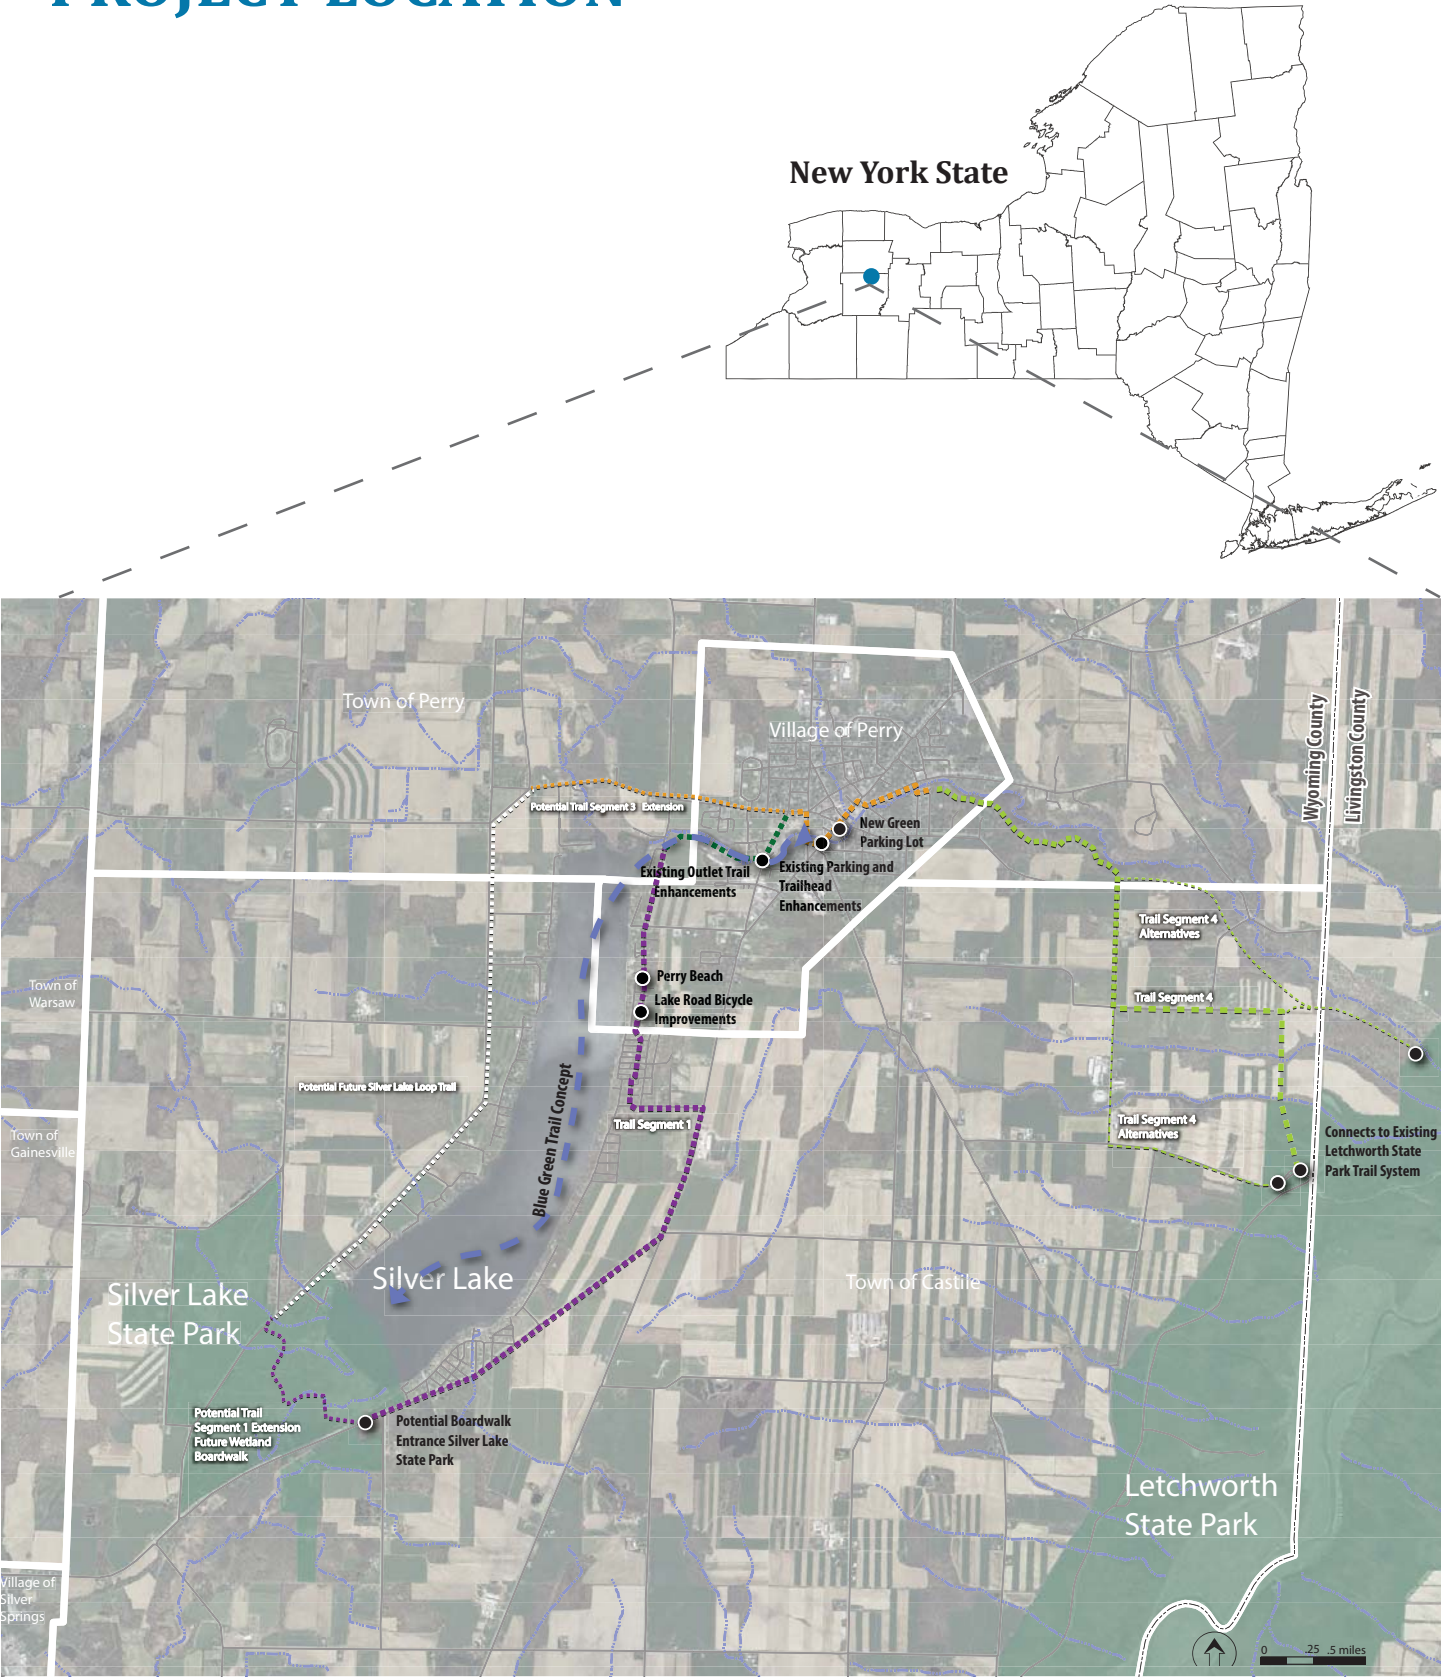 PROJECT LOCATION
New York State
Town of Perry
Village of Perry
Wyoming County
Livingston County
Potential Trail Segment 3 Extension
New Green
Parking Lot
Existing Outlet Trail
Enhancements
Existing Parking and
Trailhead
Enhancements
Trail Segment 4
Alternatives
Perry Beach
Town of
Warsaw
Trail Segment 4
Lake Road Bicycle
Improvements
Potential Future Silver Lake Loop Trail
Blue Green Trail Concept
Trail Segment 1
Trail Segment 4
Alternatives
Town of
Gainesville
Connects to Existing
Letchworth State
Park Trail System
Silver Lake
Town of Castile
Silver Lake
State Park
Potential Trail
Segment 1 Extension
Future Wetland
Boardwalk
Potential Boardwalk
Entrance Silver Lake
State Park
Letchworth
State Park
Village of
Silver
Springs
0 .25 .5 miles